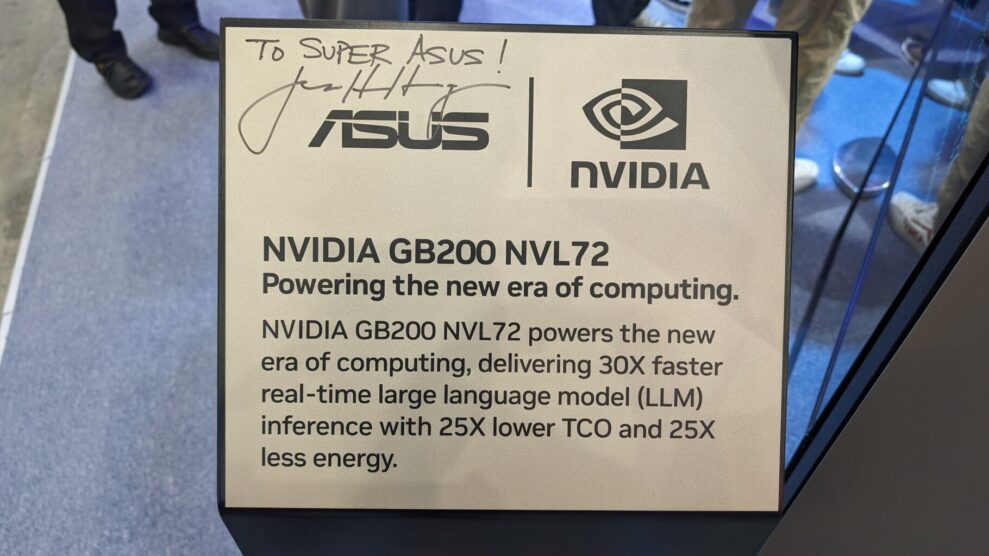 TO SUPER ASUS!
Jen H Huang
ASUS
NVIDIA
NVIDIA GB200 NVL72
Powering the new era of computing.
NVIDIA GB200 NVL72 powers the new
era of computing, delivering 30X faster
real-time large language model (LLM)
inference with 25X lower TCO and 25X
less energy.